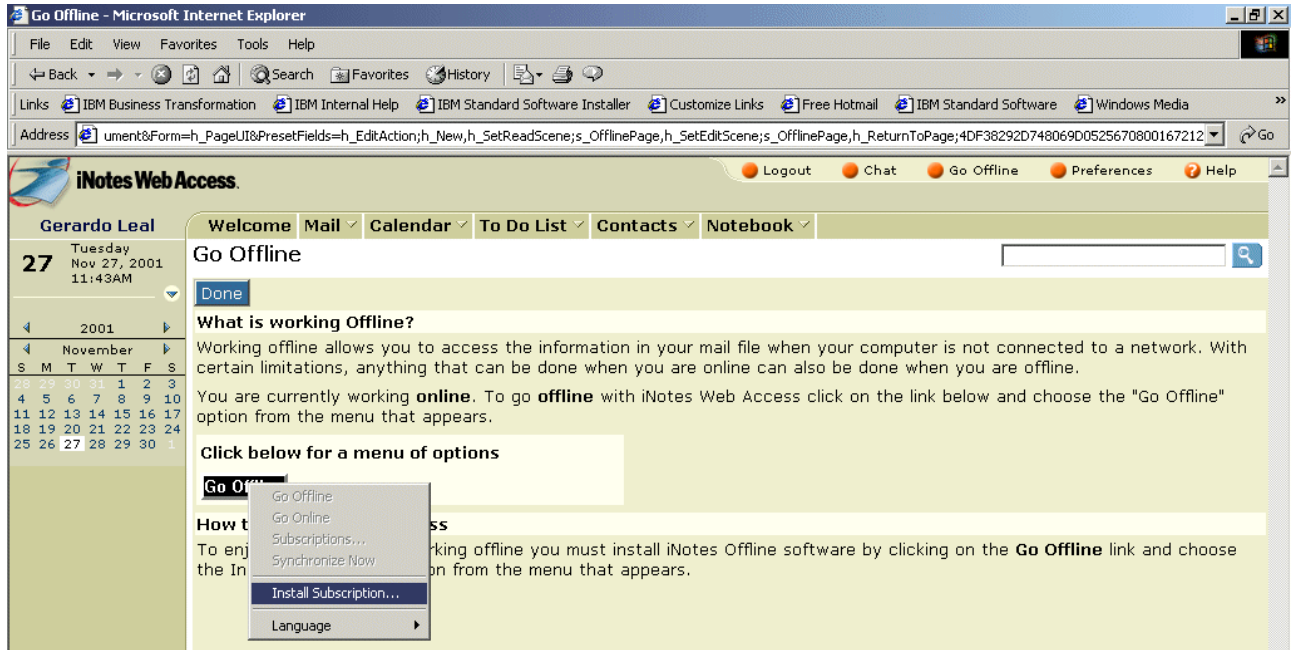 Go Offline - Microsoft Internet Explorer
File Edit View Favorites Tools Help
Back Search Favorites History
Links IBM Business Transformation IBM Internal Help IBM Standard Software Installer Customize Links Free Hotmail IBM Standard Software Windows Media »
Address ument&Form=h_PageUI&PresetFields=h_EditAction;h_New,h_SetReadScene;s_OfflinePage,h_SetEditScene;s_OfflinePage,h_ReturnToPage;4DF38292D748069D0525670800167212 Go
iNotes Web Access.
Logout Chat Go Offline Preferences Help
Gerardo Leal
Welcome Mail Calendar To Do List Contacts Notebook
27 Tuesday
Nov 27, 2001
11:43AM
Go Offline
Done
2001
November
S M T W T F S
28 29 30 31 1 2 3
4 5 6 7 8 9 10
11 12 13 14 15 16 17
18 19 20 21 22 23 24
25 26 27 28 29 30 1
What is working Offline?
Working offline allows you to access the information in your mail file when your computer is not connected to a network. With
certain limitations, anything that can be done when you are online can also be done when you are offline.
You are currently working online. To go offline with iNotes Web Access click on the link below and choose the "Go Offline"
option from the menu that appears.
Click below for a menu of options
Go Of
Go Offline
Go Online
Subscriptions...
Synchronize Now
Install Subscription...
Language
How t ss
To enj rking offline you must install iNotes Offline software by clicking on the Go Offline link and choose
the In on from the menu that appears.